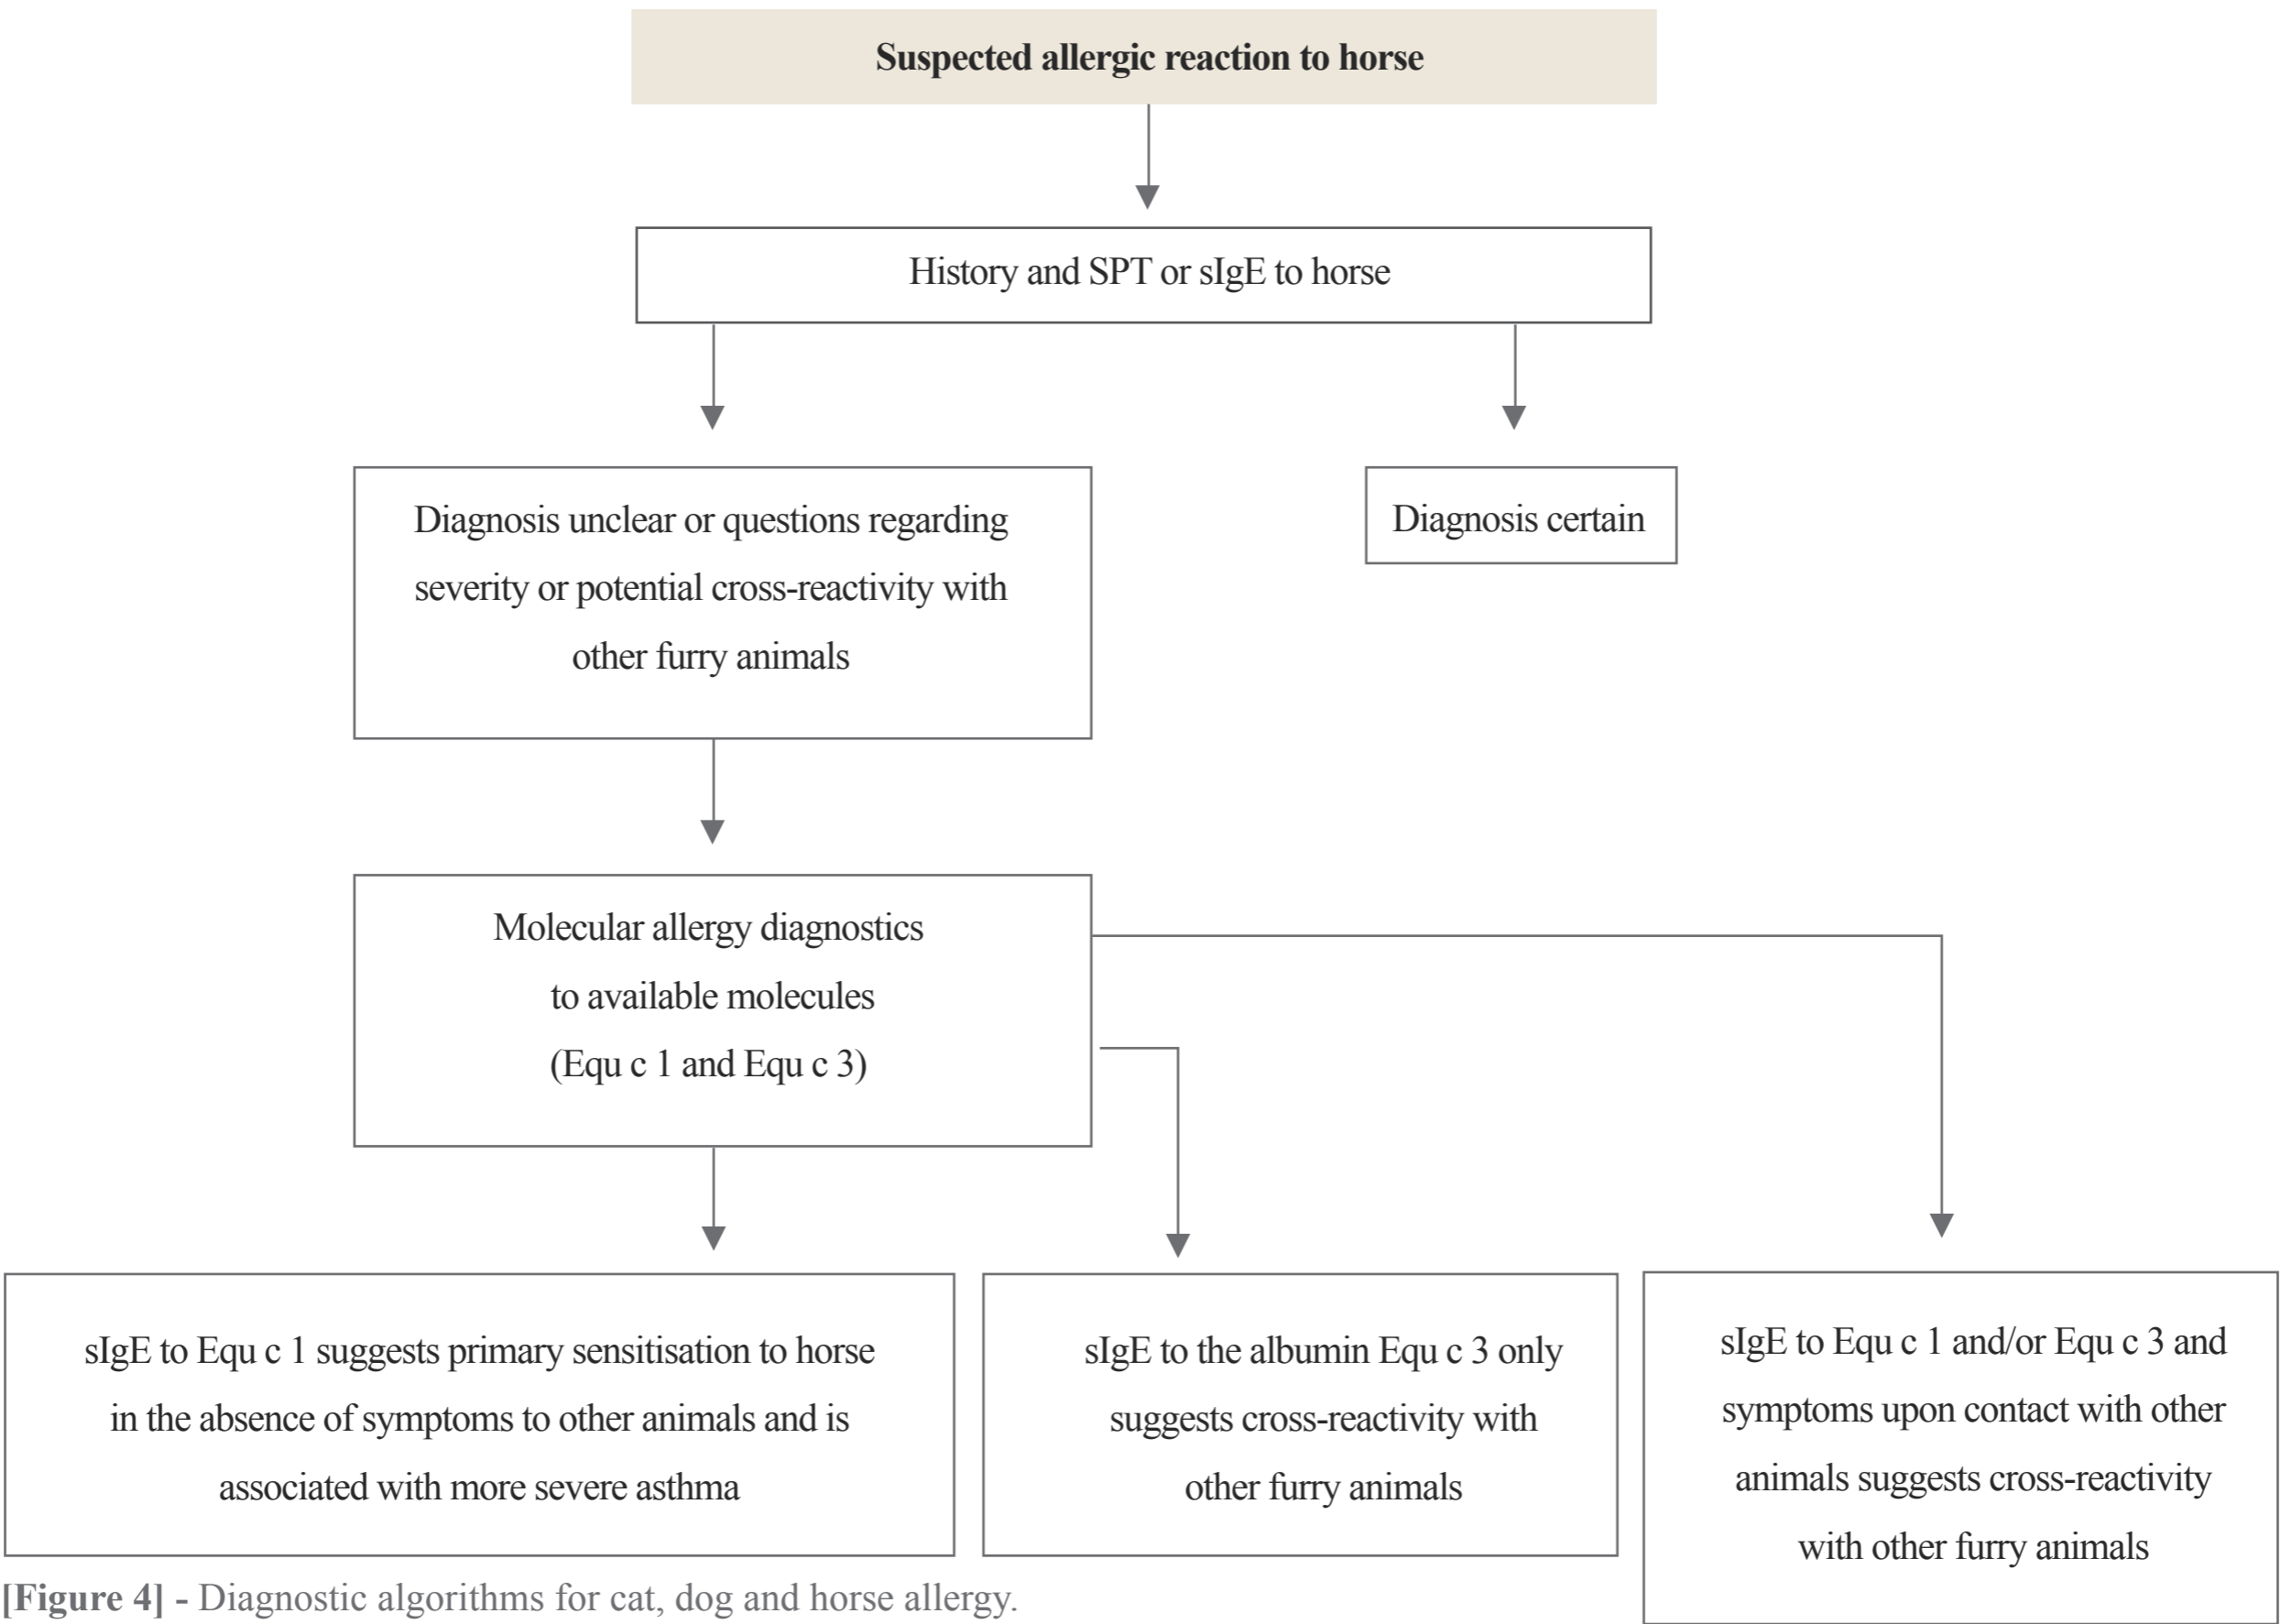 Suspected allergic reaction to horse
History and SPT or sIgE to horse
Diagnosis unclear or questions regarding
severity or potential cross-reactivity with
other furry animals
Diagnosis certain
Molecular allergy diagnostics
to available molecules
(Equ c 1 and Equ c 3)
sIgE to Equ c 1 suggests primary sensitisation to horse
in the absence of symptoms to other animals and is
associated with more severe asthma
sIgE to the albumin Equ c 3 only
suggests cross-reactivity with
other furry animals
sIgE to Equ c 1 and/or Equ c 3 and
symptoms upon contact with other
animals suggests cross-reactivity
with other furry animals
[Figure 4] - Diagnostic algorithms for cat, dog and horse allergy.